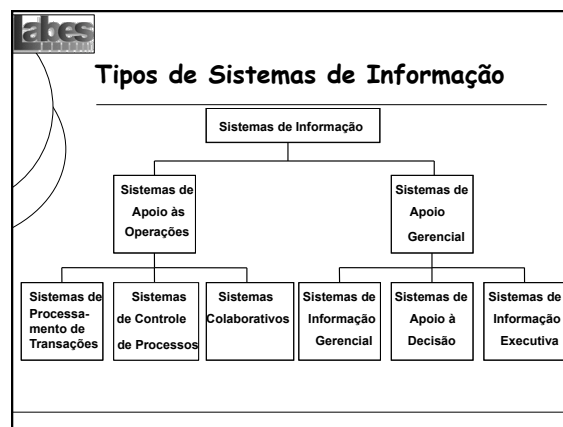 Labes
Tipos de Sistemas de Informação
Sistemas de Informação
Sistemas de
Apoio às
Operações
Sistemas de
Apoio
Gerencial
Sistemas de
Processa-
mento de
Transações
Sistemas
de Controle
de Processos
Sistemas
Colaborativos
Sistemas de
Informação
Gerencial
Sistemas de
Apoio à
Decisão
Sistemas de
Informação
Executiva